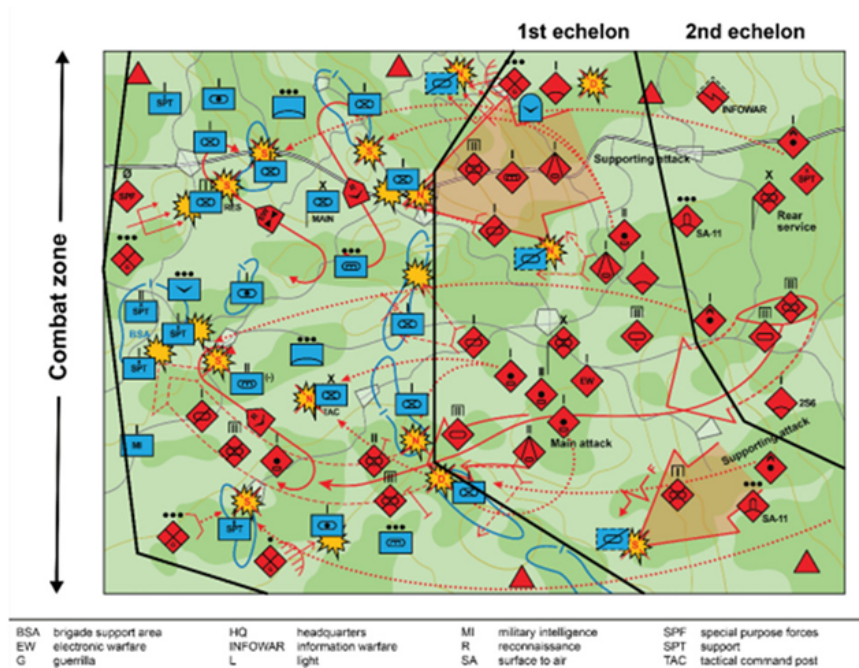 1st echelon 2nd echelon
Combat zone
SPT
INFOWAR
Supporting attack
SPT
SPF
RES
MAIN
X
SA-11
X
Rear
service
SPT
BSA
SPT
SPT
(-)
X
TAC
X
EW
2S6
MI
Main attack
Supporting attack
SPT
SA-11
BSA brigade support area
EW electronic warfare
G guerrilla
HQ headquarters
INFOWAR information warfare
L light
MI military intelligence
R reconnaissance
SA surface to air
SPF special purpose forces
SPT support
TAC tactical command post